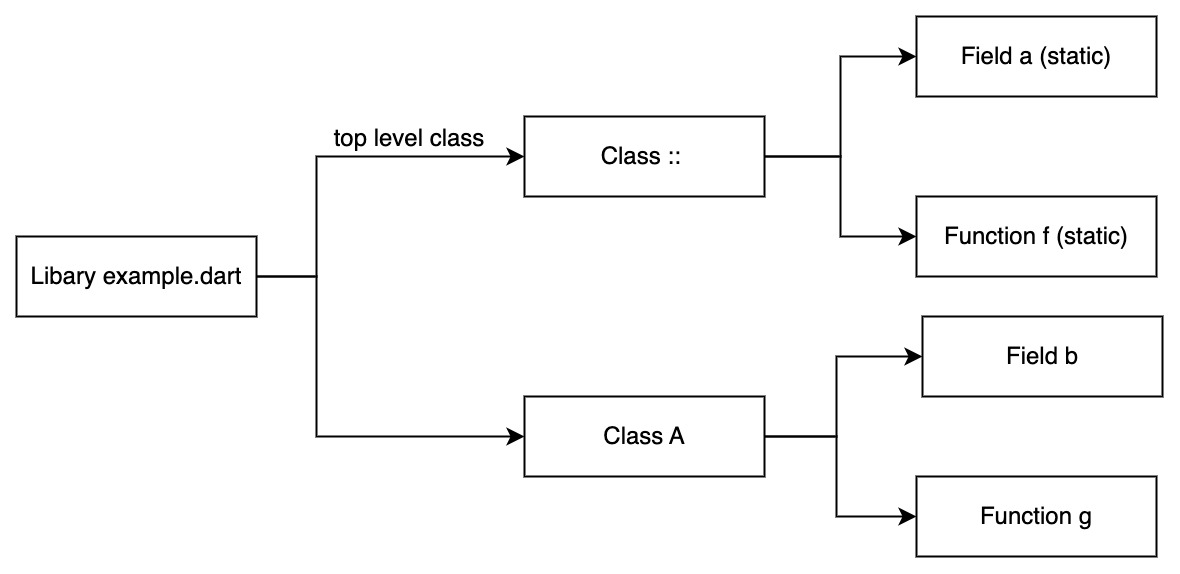 Libary example.dart
top level class
Class ::
Field a (static)
Function f (static)
Class A
Field b
Function g